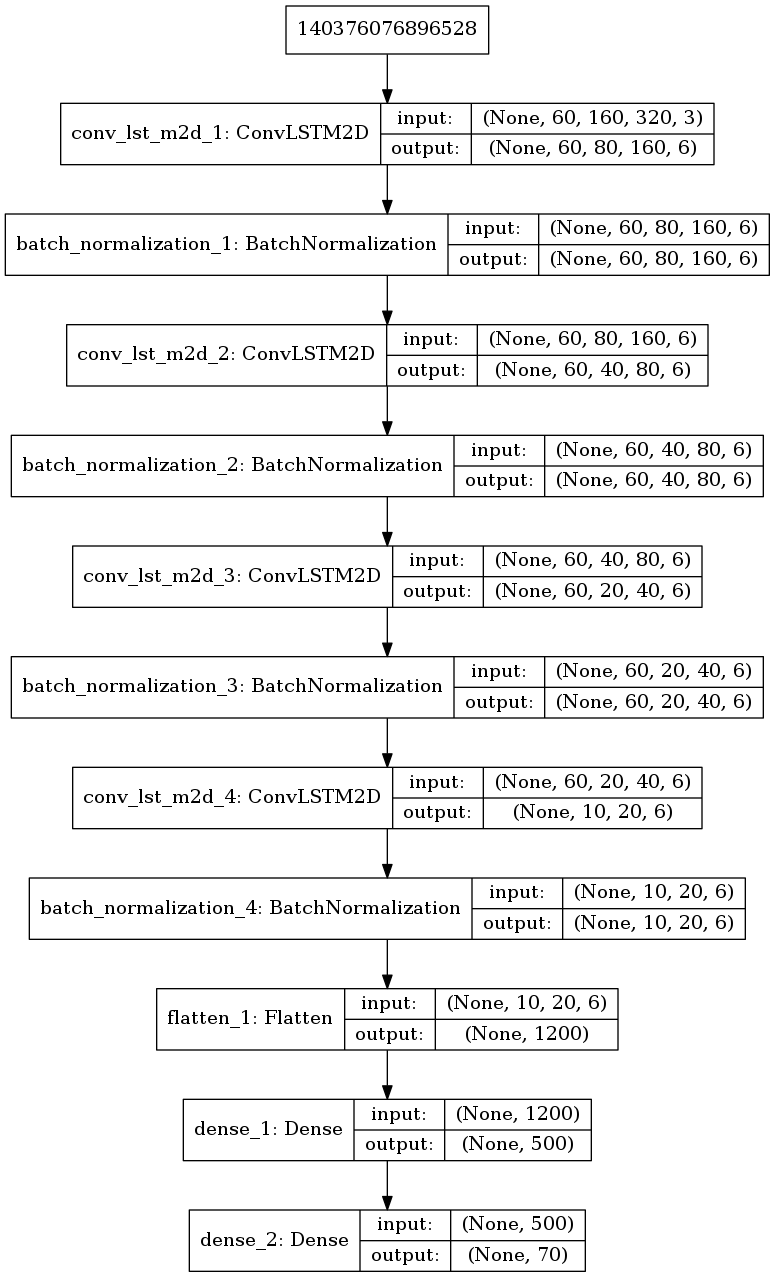 140376076896528
conv_lst_m2d_1: ConvLSTM2D
input: (None, 60, 160, 320, 3)
output: (None, 60, 80, 160, 6)
batch_normalization_1: BatchNormalization
input: (None, 60, 80, 160, 6)
output: (None, 60, 80, 160, 6)
conv_lst_m2d_2: ConvLSTM2D
input: (None, 60, 80, 160, 6)
output: (None, 60, 40, 80, 6)
batch_normalization_2: BatchNormalization
input: (None, 60, 40, 80, 6)
output: (None, 60, 40, 80, 6)
conv_lst_m2d_3: ConvLSTM2D
input: (None, 60, 40, 80, 6)
output: (None, 60, 20, 40, 6)
batch_normalization_3: BatchNormalization
input: (None, 60, 20, 40, 6)
output: (None, 60, 20, 40, 6)
conv_lst_m2d_4: ConvLSTM2D
input: (None, 60, 20, 40, 6)
output: (None, 10, 20, 6)
batch_normalization_4: BatchNormalization
input: (None, 10, 20, 6)
output: (None, 10, 20, 6)
flatten_1: Flatten
input: (None, 10, 20, 6)
output: (None, 1200)
dense_1: Dense
input: (None, 1200)
output: (None, 500)
dense_2: Dense
input: (None, 500)
output: (None, 70)